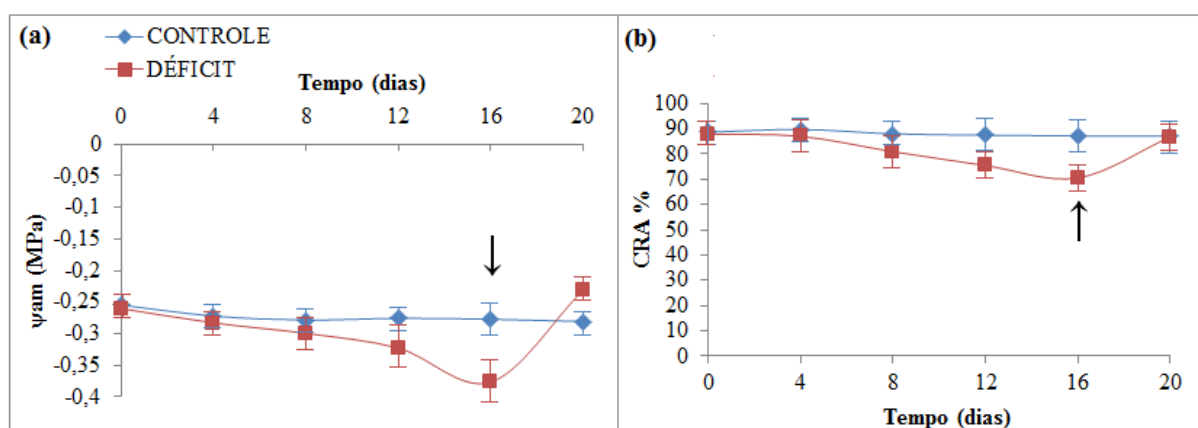 (a)
CONTROLE
DÉFICIT
Tempo (dias)
0 4 8 12 16 20
0
-0,05
-0,1
-0,15
-0,2
-0,25
-0,3
-0,35
-0,4
ψam (MPa)
(b)
100
90
80
70
60
50
40
30
20
10
0
CRA %
0 4 8 12 16 20
Tempo (dias)